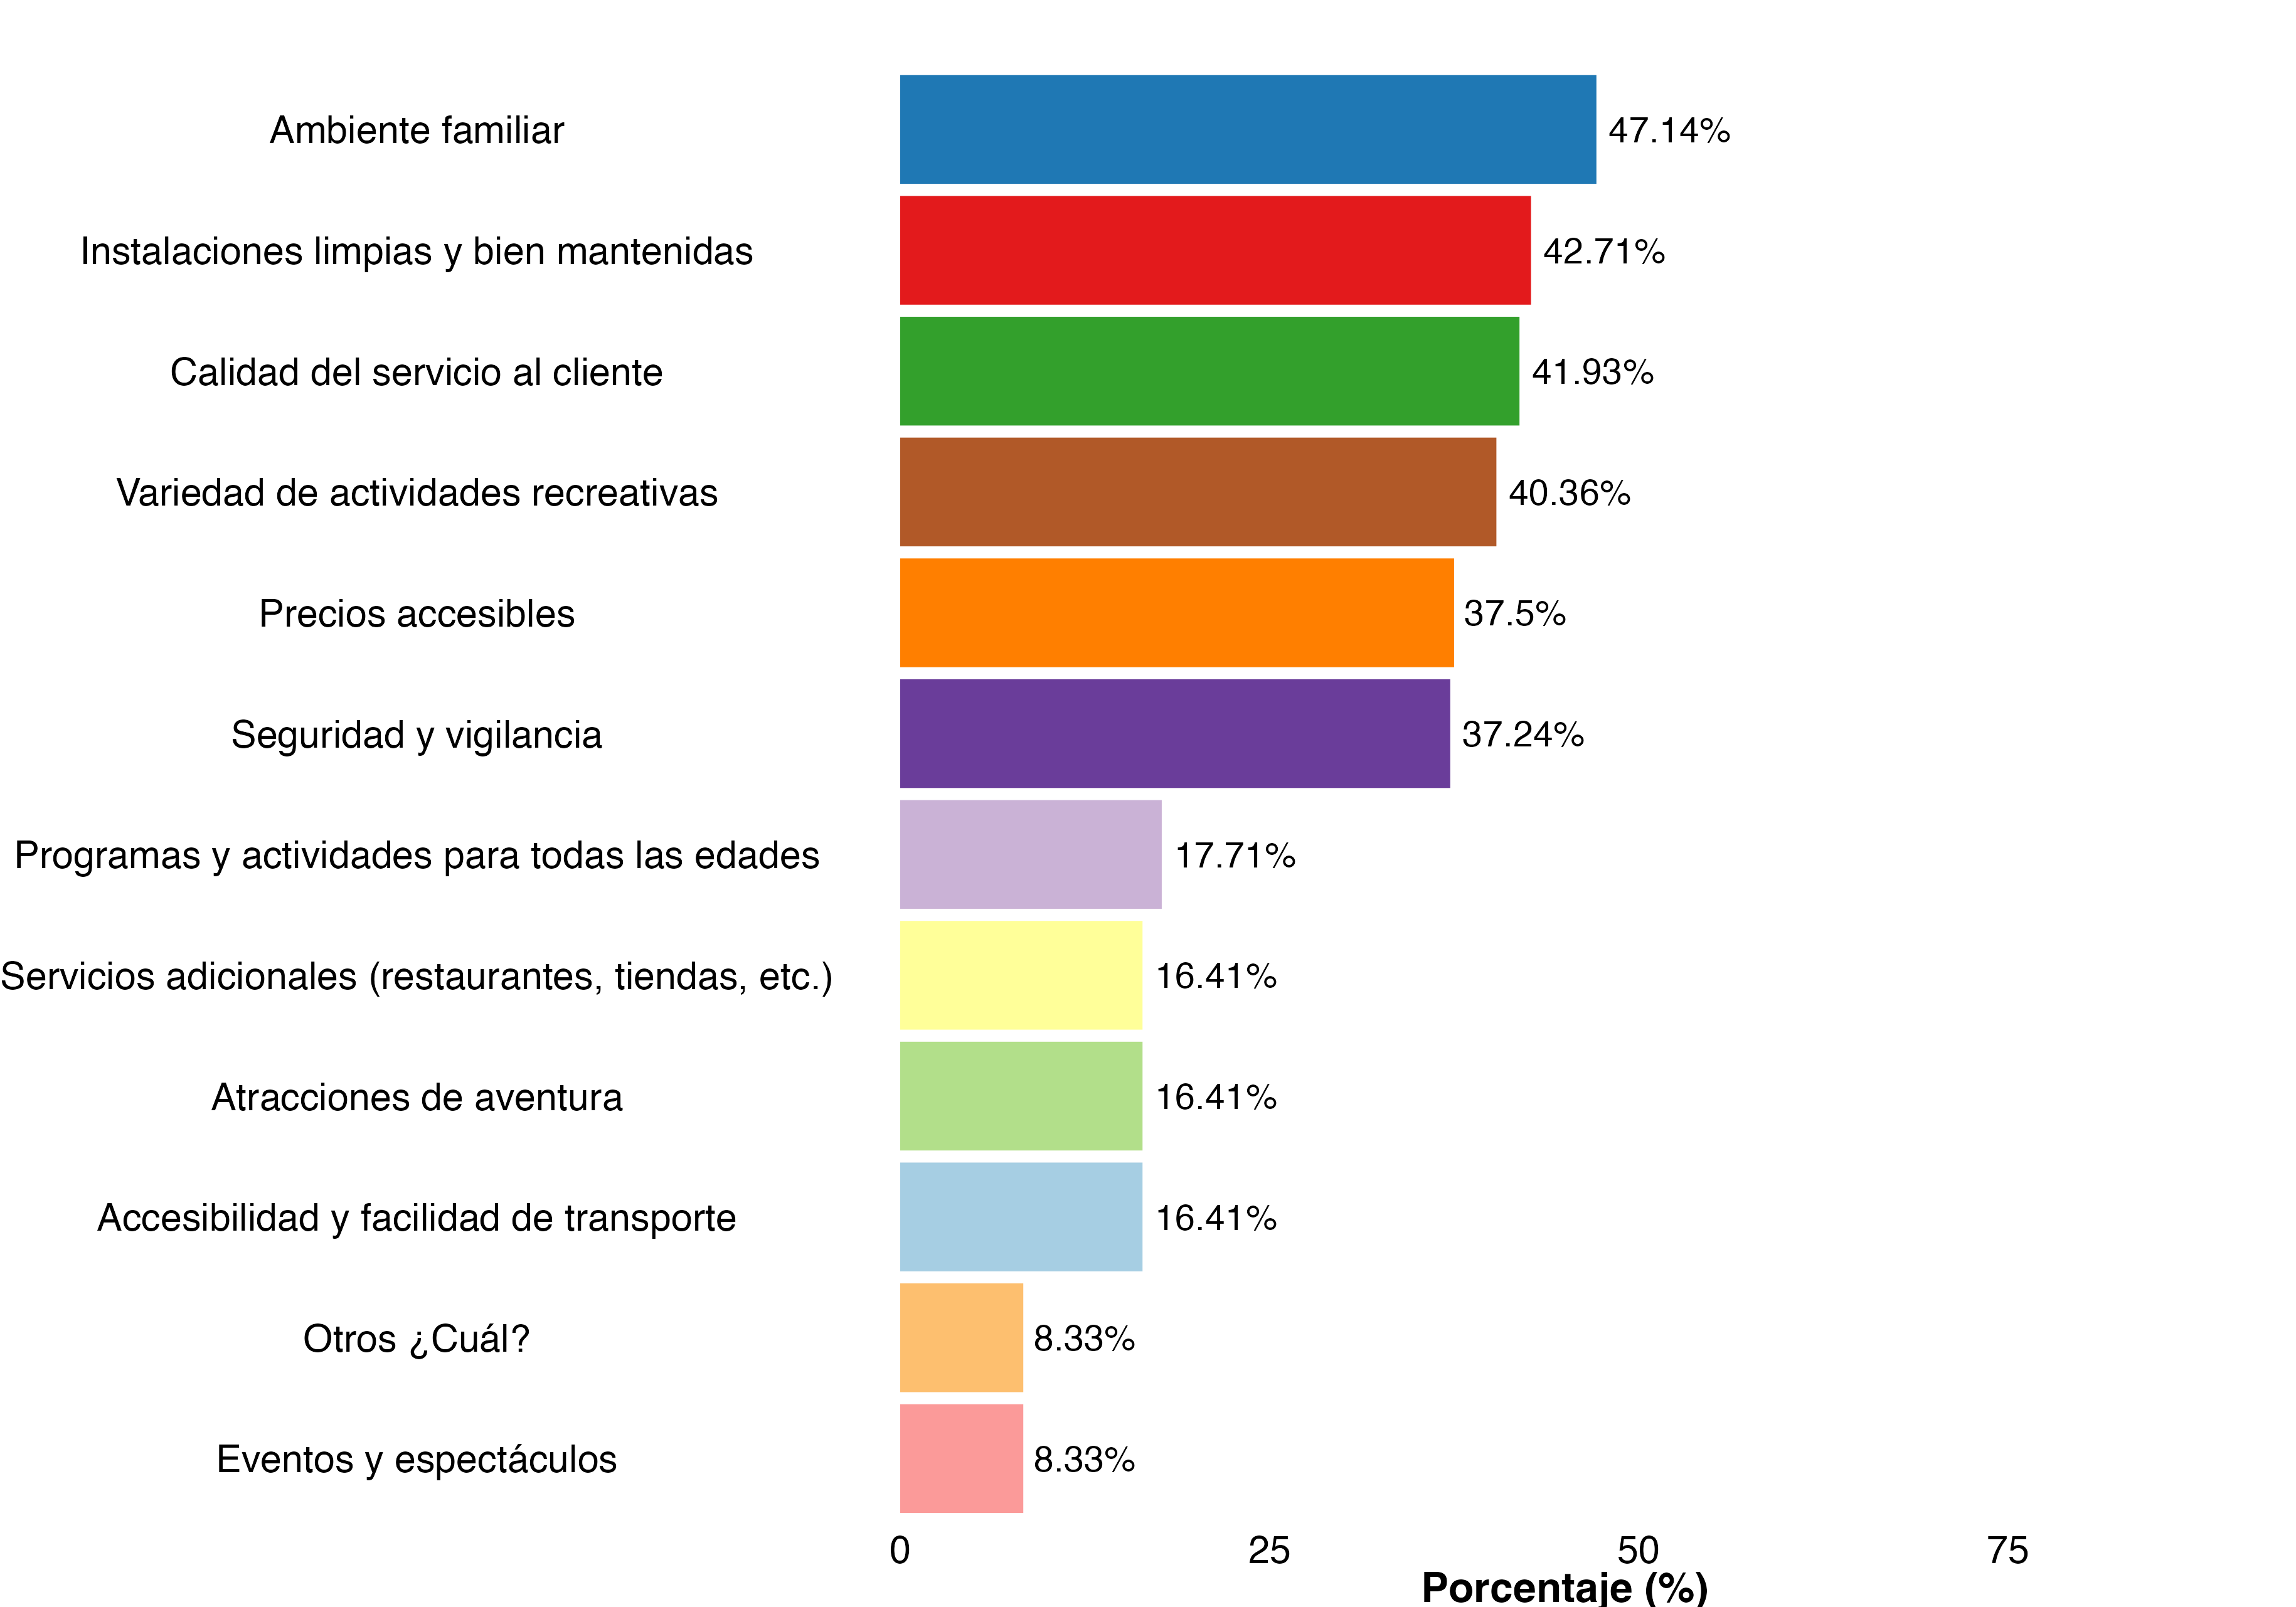 Ambiente familiar 47.14%
Instalaciones limpias y bien mantenidas 42.71%
Calidad del servicio al cliente 41.93%
Variedad de actividades recreativas 40.36%
Precios accesibles 37.5%
Seguridad y vigilancia 37.24%
Programas y actividades para todas las edades 17.71%
Servicios adicionales (restaurantes, tiendas, etc.) 16.41%
Atracciones de aventura 16.41%
Accesibilidad y facilidad de transporte 16.41%
Otros ¿Cuál? 8.33%
Eventos y espectáculos 8.33%
0 25 50 75
Porcentaje (%)